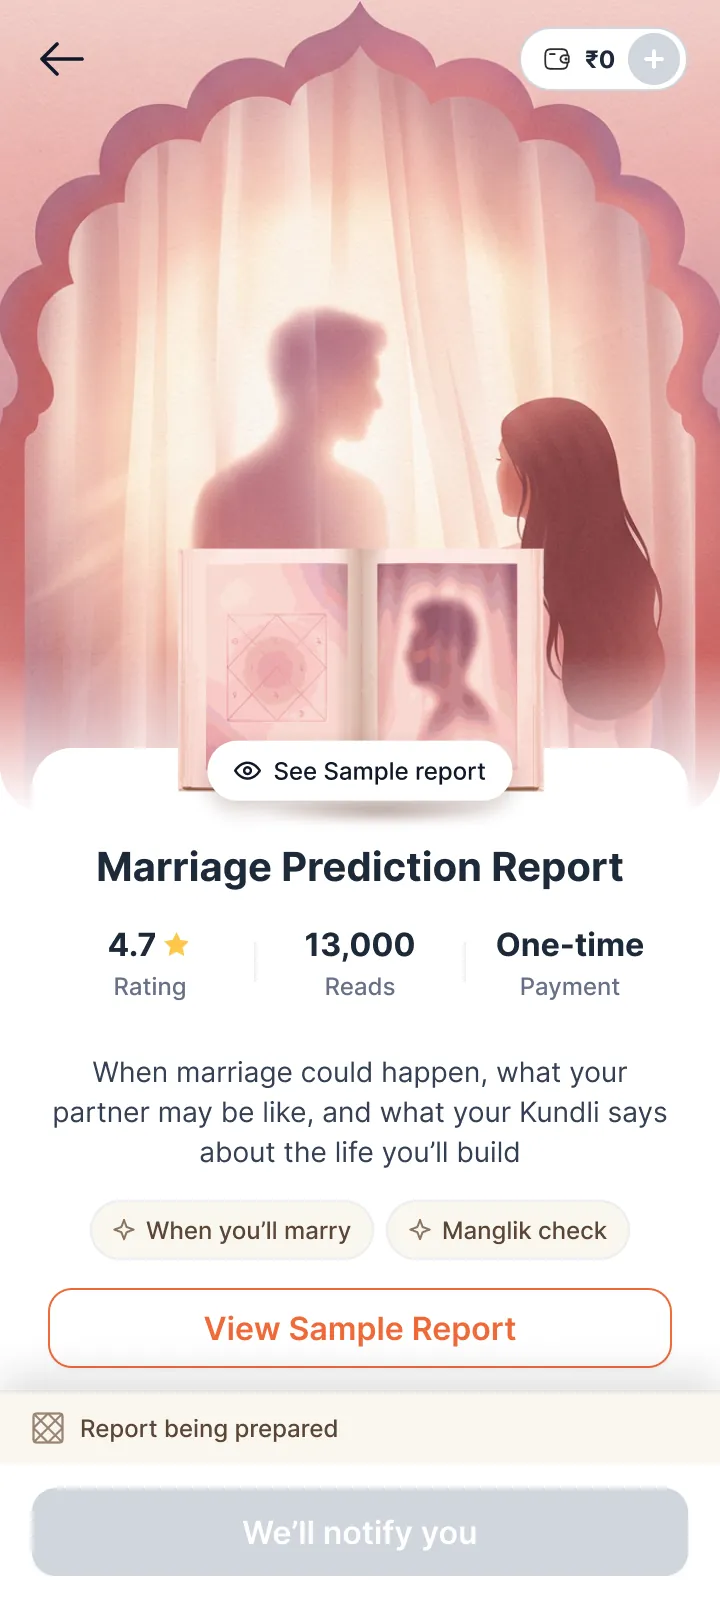 ₹0
See Sample report
Marriage Prediction Report
4.7
13,000
One-time
Rating
Reads
Payment
When marriage could happen, what your
partner may be like, and what your Kundli says
about the life you’ll build
When you’ll marry
Manglik check
View Sample Report
Report being prepared
We’ll notify you